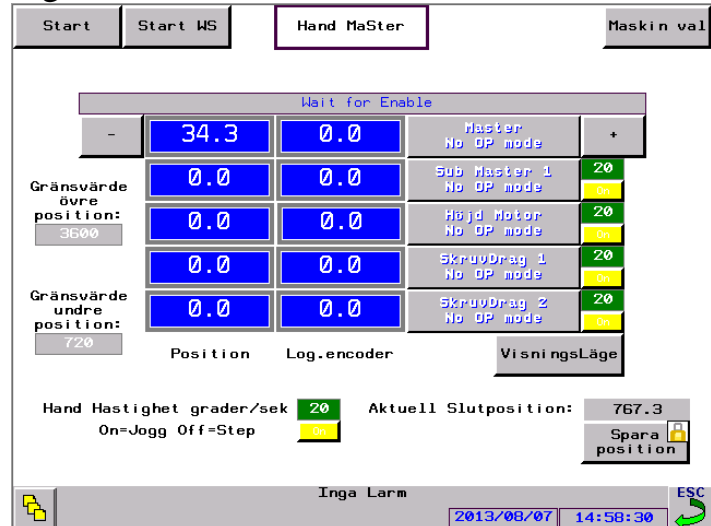 Start
Start WS
Hand MaSter
Maskin val
Wait for Enable
-
34.3
0.0
Master
No OP mode
+
0.0
0.0
Sub Master 1
No OP mode
20
On
Gränsvärde
övre
position:
3600
0.0
0.0
Höjd Motor
No OP mode
20
On
0.0
0.0
SkruvDrag 1
No OP mode
20
On
Gränsvärde
undre
position:
720
0.0
0.0
SkruvDrag 2
No OP mode
20
On
Position
Log.encoder
VisningsLäge
Hand Hastighet grader/sek
20
Aktuell Slutposition:
767.3
On=Jogg Off=Step
On
Spara
position
Inga Larm
2013/08/07
14:58:30
ESC